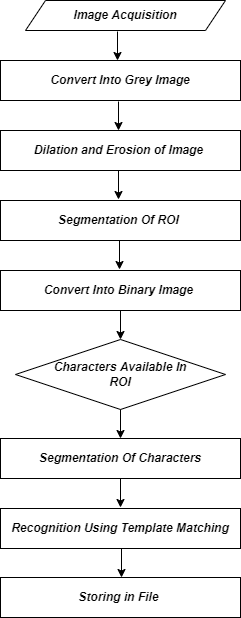 Image Acquisition
Convert Into Grey Image
Dilation and Erosion of Image
Segmentation Of ROI
Convert Into Binary Image
Characters Available In
ROI
Segmentation Of Characters
Recognition Using Template Matching
Storing in File